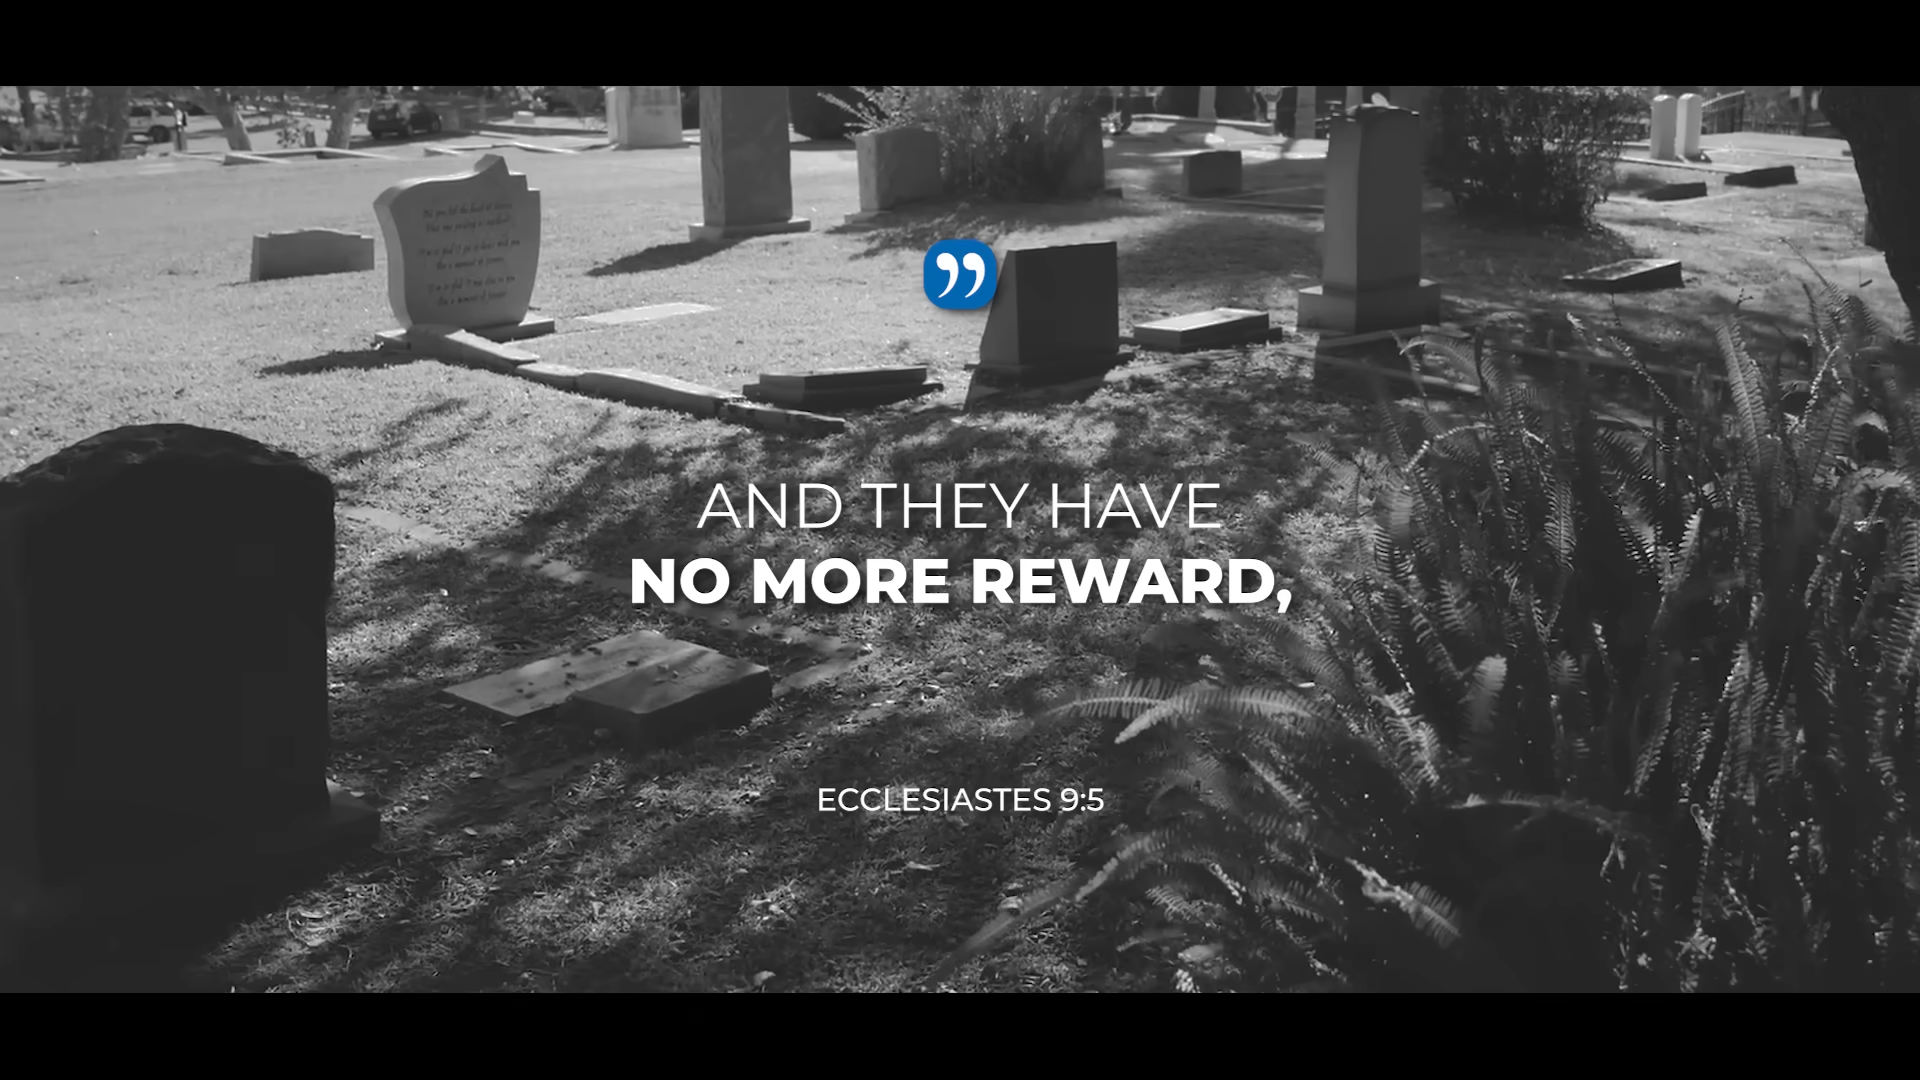 ”
AND THEY HAVE
NO MORE REWARD,
ECCLESIASTES 9:5